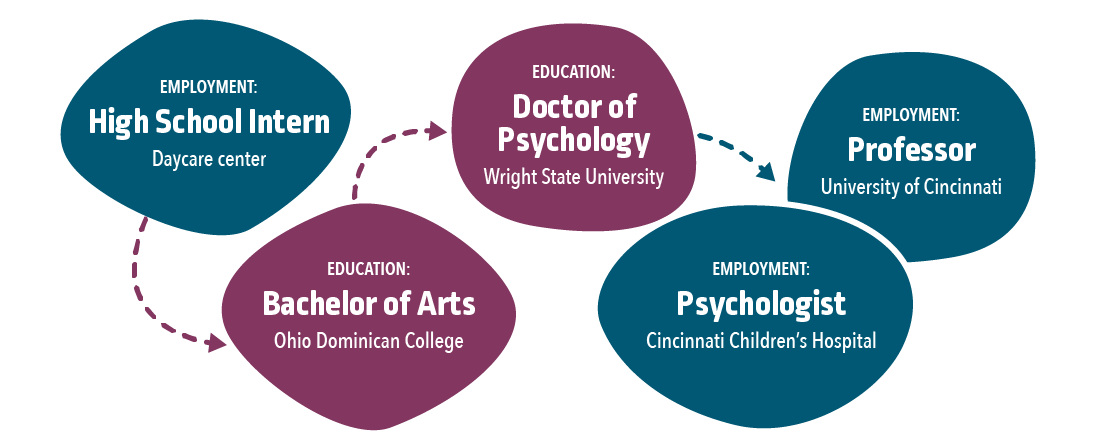 EMPLOYMENT:
High School Intern
Daycare center
EDUCATION:
Bachelor of Arts
Ohio Dominican College
EDUCATION:
Doctor of
Psychology
Wright State University
EMPLOYMENT:
Professor
University of Cincinnati
EMPLOYMENT:
Psychologist
Cincinnati Children’s Hospital